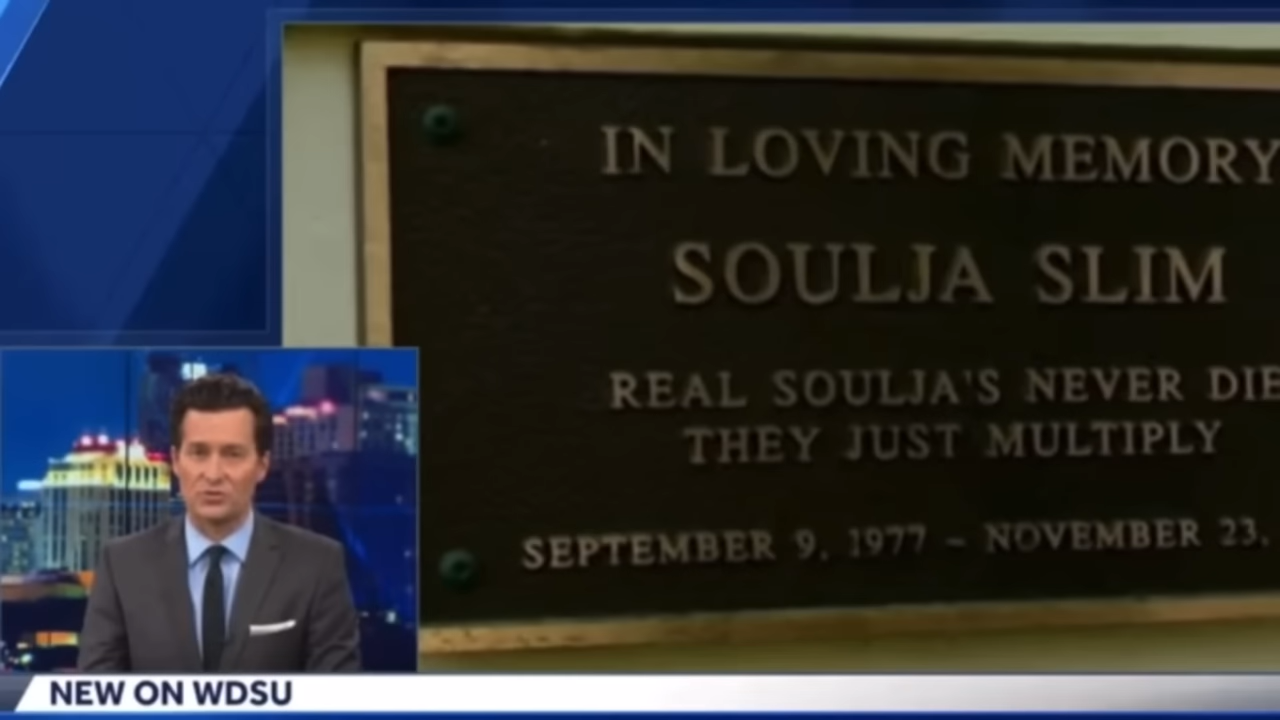 IN LOVING MEMORY
SOULJA SLIM
REAL SOULJA'S NEVER DIE
THEY JUST MULTIPLY
SEPTEMBER 9, 1977 – NOVEMBER 23,
NEW ON WDSU